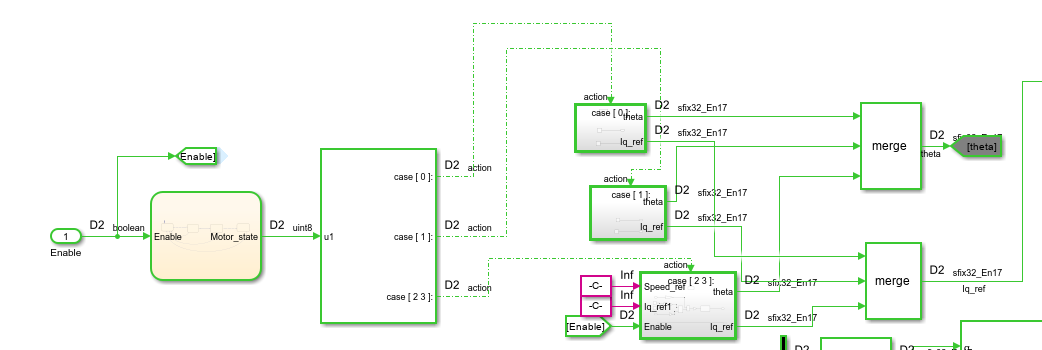 action
D2 sfix32_En17
case [ 0 ]:
theta
D2 sfix32_En17
Iq_ref
merge
D2
theta
[theta]
Enable]
D2 action
case [ 0 ]:
action
D2 sfix32_En17
case [ 1 ]:
theta
D2 sfix32_En17
Iq_ref
D2 boolean
1
Enable
Enable
Motor_state
D2 uint8
u1
D2 action
case [ 1 ]:
D2 action
case [ 2 3 ]:
action
case [ 2 3 ]:
Inf
-C-
Speed_ref
Inf
-C-
Iq_ref1
D2
[Enable]
Enable
D2 sfix32_En17
theta
D2 sfix32_En17
Iq_ref
merge
D2 sfix32_En17
Iq_ref
D2
D2